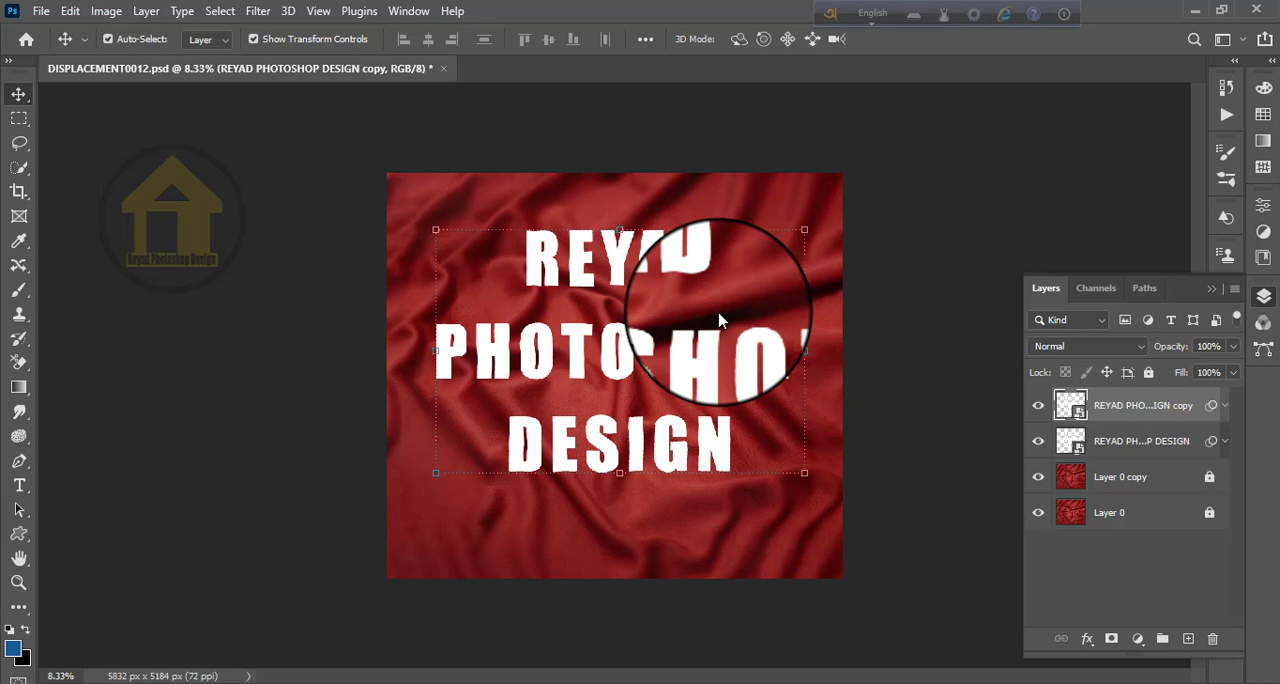 Ps File Edit Image Layer Type Select Filter 3D View Plugins Window Help
English
Auto-Select: Layer Show Transform Controls 3D Mode:
DISPLACEMENT0012.psd @ 8.33% (REYAD PHOTOSHOP DESIGN copy, RGB/8) *
Reyad Photoshop Design
REYAD
PHOTOSHO
DESIGN
Layers Channels Paths
Kind
Normal Opacity: 100%
Lock: Fill: 100%
REYAD PHO...IGN copy
REYAD PH...P DESIGN
Layer 0 copy
Layer 0
fx
8.33% 5832 px x 5184 px (72 ppi)